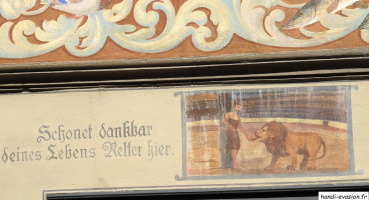 Schonet dankbar
deines Lebens Retter hier.
handi-evasion.fr